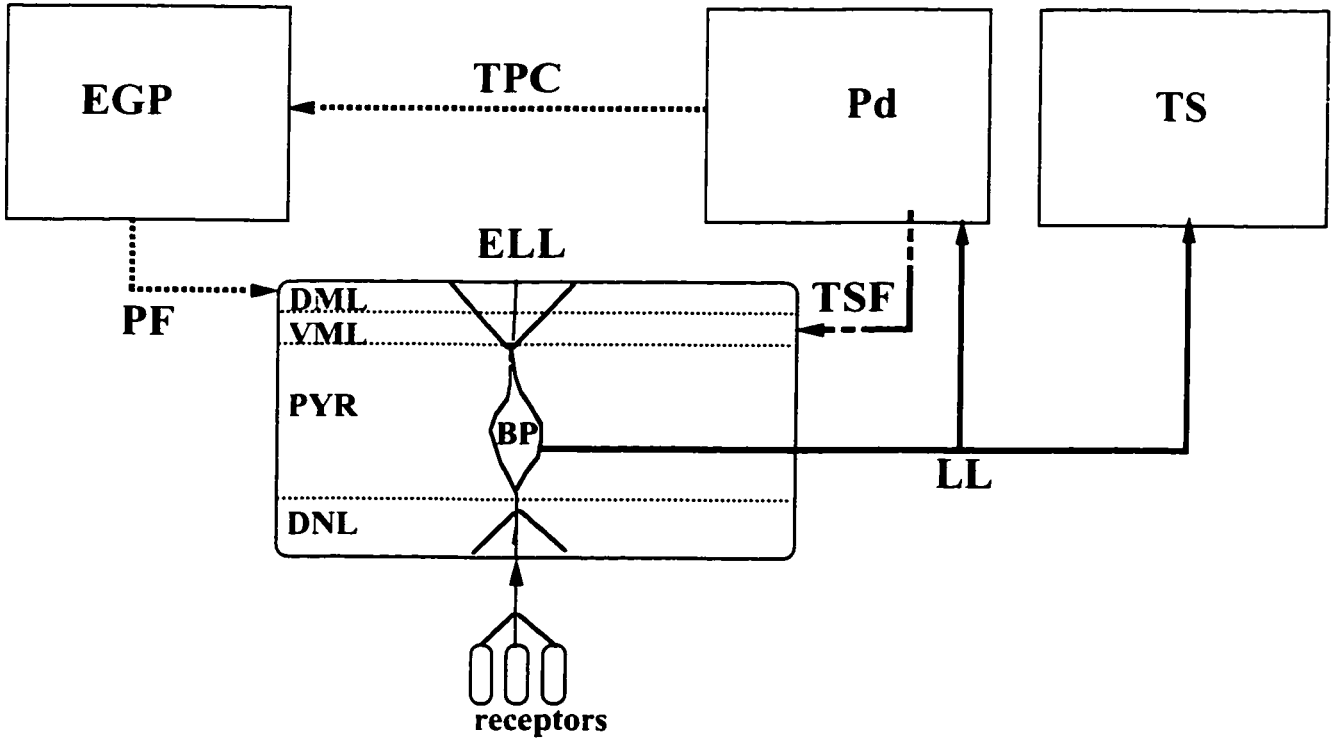 EGP
TPC
Pd
TS
ELL
PF
DML
VML
TSF
PYR
BP
LL
DNL
receptors